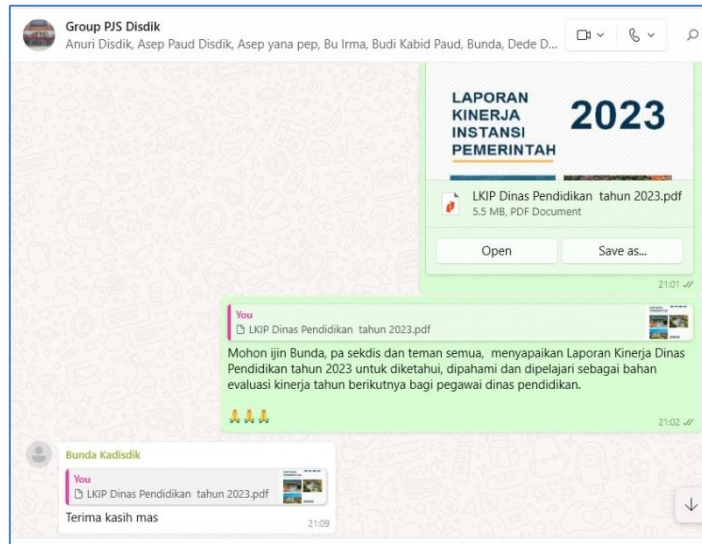 Group PJS Disdik
Anuri Disdik, Asep Paud Disdik, Asep yana pep, Bu Irma, Budi Kabid Paud, Bunda, Dede D...
LAPORAN
KINERJA
INSTANSI
PEMERINTAH
2023
LKIP Dinas Pendidikan tahun 2023.pdf
5.5 MB, PDF Document
Open
Save as...
21:01
You
LKIP Dinas Pendidikan tahun 2023.pdf
Mohon ijin Bunda, pa sekdis dan teman semua, menyapaikan Laporan Kinerja Dinas
Pendidikan tahun 2023 untuk diketahui, dipahami dan dipelajari sebagai bahan
evaluasi kinerja tahun berikutnya bagi pegawai dinas pendidikan.
🙏🙏🙏
21:02
Bunda Kadisdik
You
LKIP Dinas Pendidikan tahun 2023.pdf
Terima kasih mas
21:09